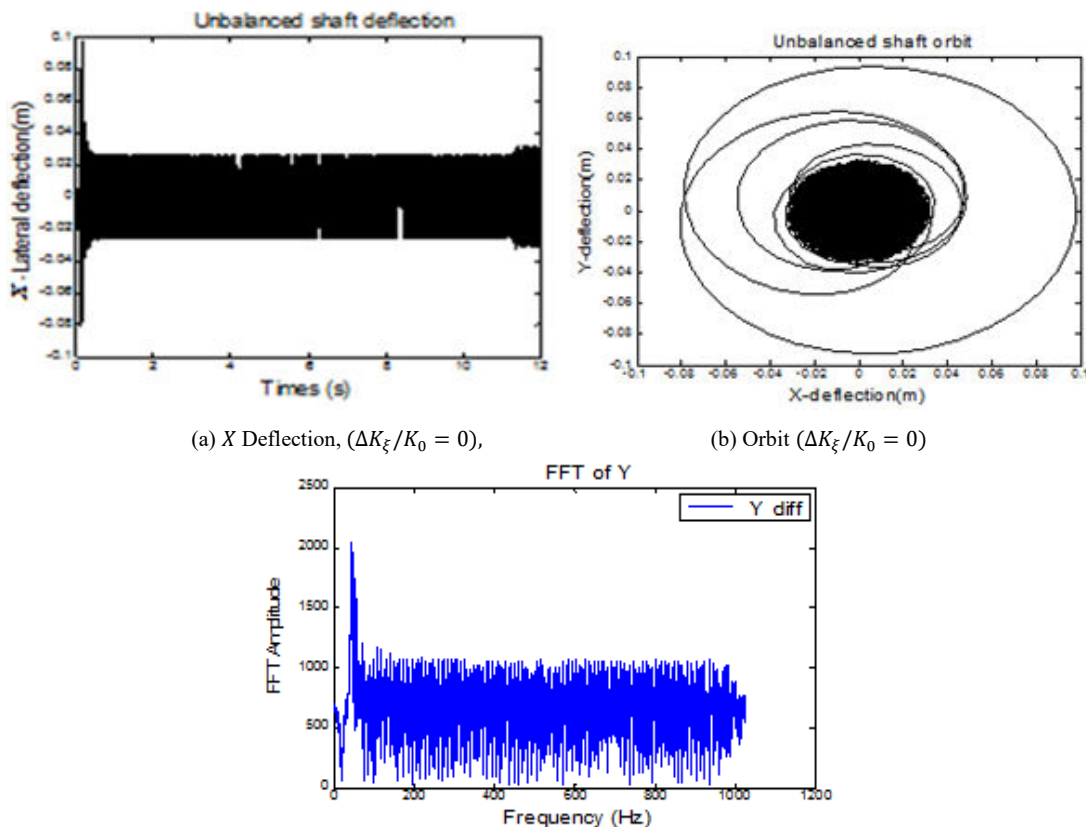 Unbalanced shaft deflection
X-Lateral deflection(m)
0.1
0.08
0.06
0.04
0.02
0
-0.02
-0.04
-0.06
-0.08
-0.1
0 2 4 6 8 10 12
Times (s)
Unbalanced shaft orbit
Y-deflection(m)
0.1
0.08
0.06
0.04
0.02
0
-0.02
-0.04
-0.06
-0.08
-0.1
-0.1 -0.08 -0.06 -0.04 -0.02 0 0.02 0.04 0.06 0.08 0.1
X-deflection(m)
(a) X Deflection, (ΔKξ/K0 = 0),
(b) Orbit (ΔKξ/K0 = 0)
FFT of Y
Y diff
FFT Amplitude
2500
2000
1500
1000
500
0
0 200 400 600 800 1000 1200
Frequency (Hz)